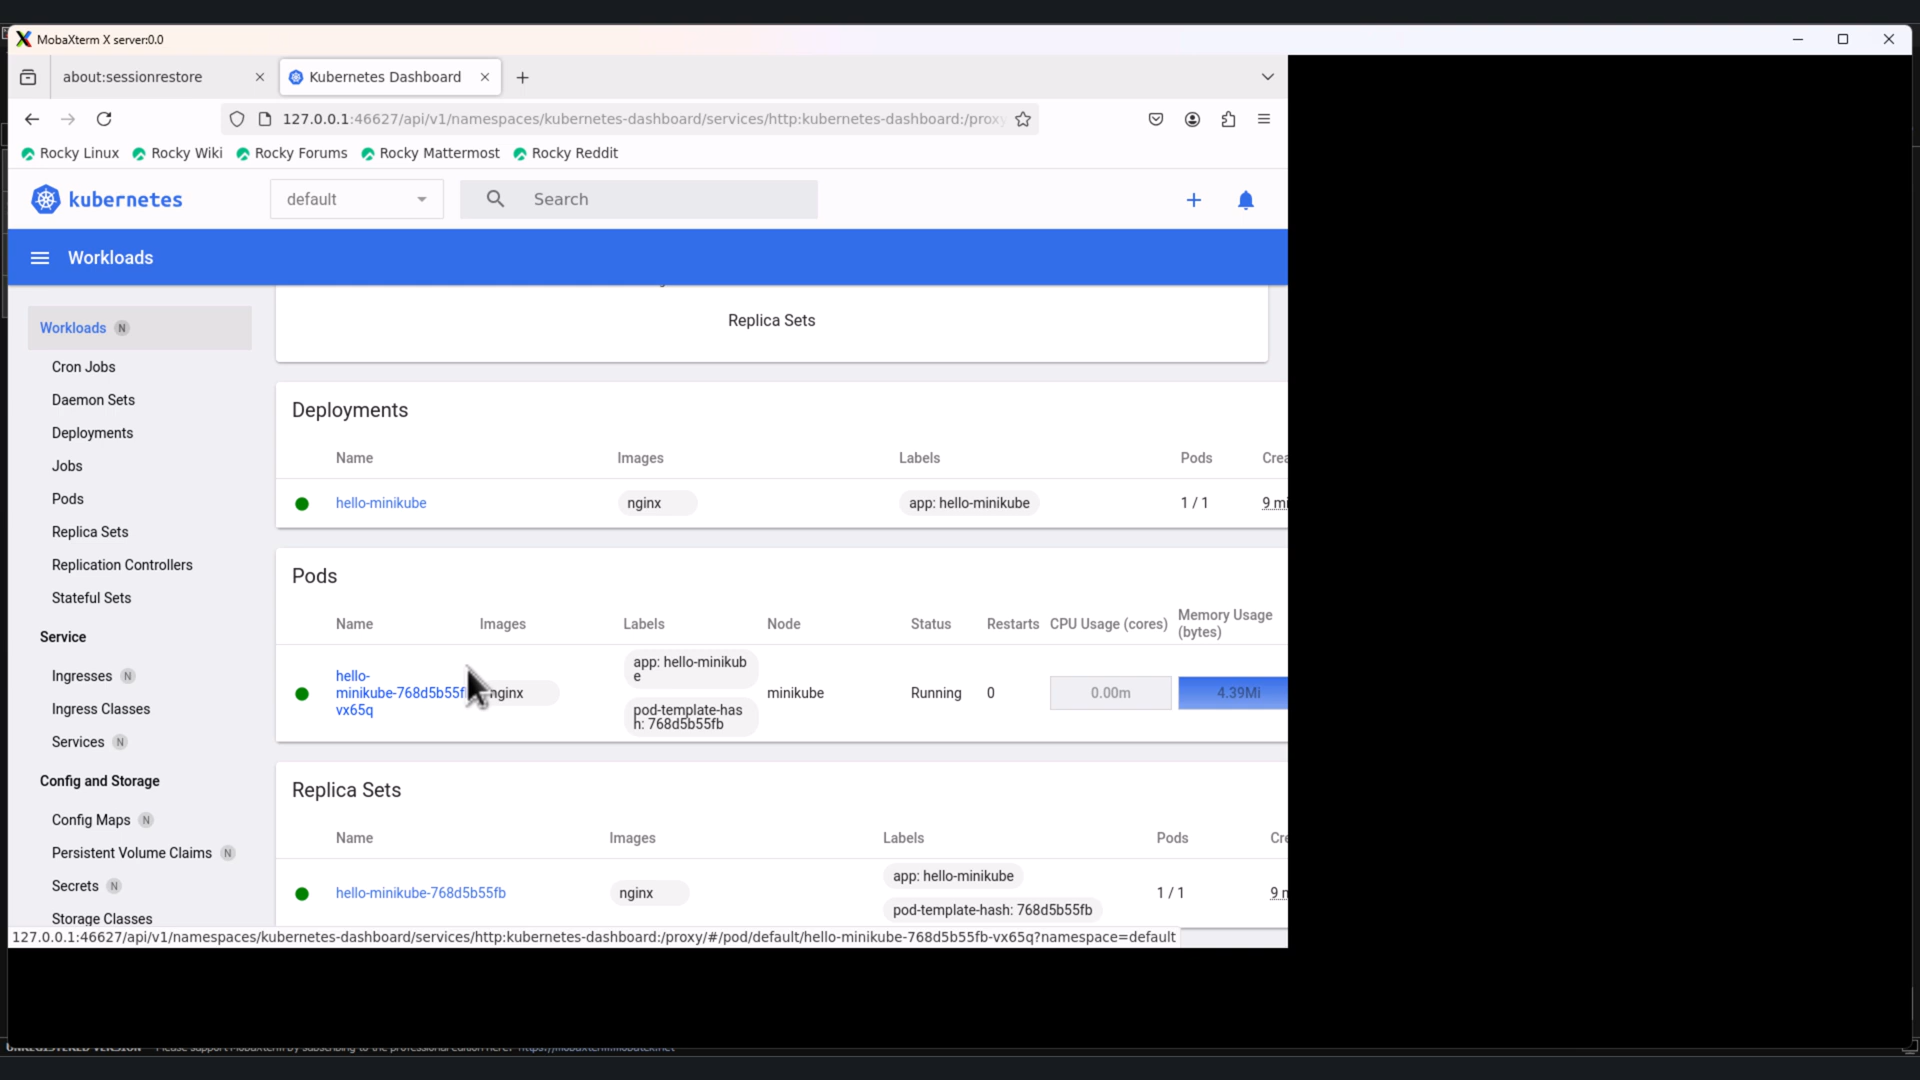 MobaXterm X server:0.0
about:sessionrestore
Kubernetes Dashboard
127.0.0.1:46627/api/v1/namespaces/kubernetes-dashboard/services/http:kubernetes-dashboard:/proxy
Rocky Linux Rocky Wiki Rocky Forums Rocky Mattermost Rocky Reddit
kubernetes
default
Search
Workloads
Workloads N
Cron Jobs
Daemon Sets
Deployments
Jobs
Pods
Replica Sets
Replication Controllers
Stateful Sets
Service
Ingresses N
Ingress Classes
Services N
Config and Storage
Config Maps N
Persistent Volume Claims N
Secrets N
Storage Classes
Replica Sets
Deployments
Name Images Labels Pods
hello-minikube nginx app: hello-minikube 1 / 1
Pods
Name Images Labels Node Status Restarts CPU Usage (cores) Memory Usage
(bytes)
hello-
minikube-768d5b55f
vx65q
nginx
app: hello-minikub
e
pod-template-has
h: 768d5b55fb
minikube Running 0 0.00m 4.39Mi
Replica Sets
Name Images Labels Pods
hello-minikube-768d5b55fb nginx
app: hello-minikube
pod-template-hash: 768d5b55fb
1 / 1
127.0.0.1:46627/api/v1/namespaces/kubernetes-dashboard/services/http:kubernetes-dashboard:/proxy/#/pod/default/hello-minikube-768d5b55fb-vx65q?namespace=default